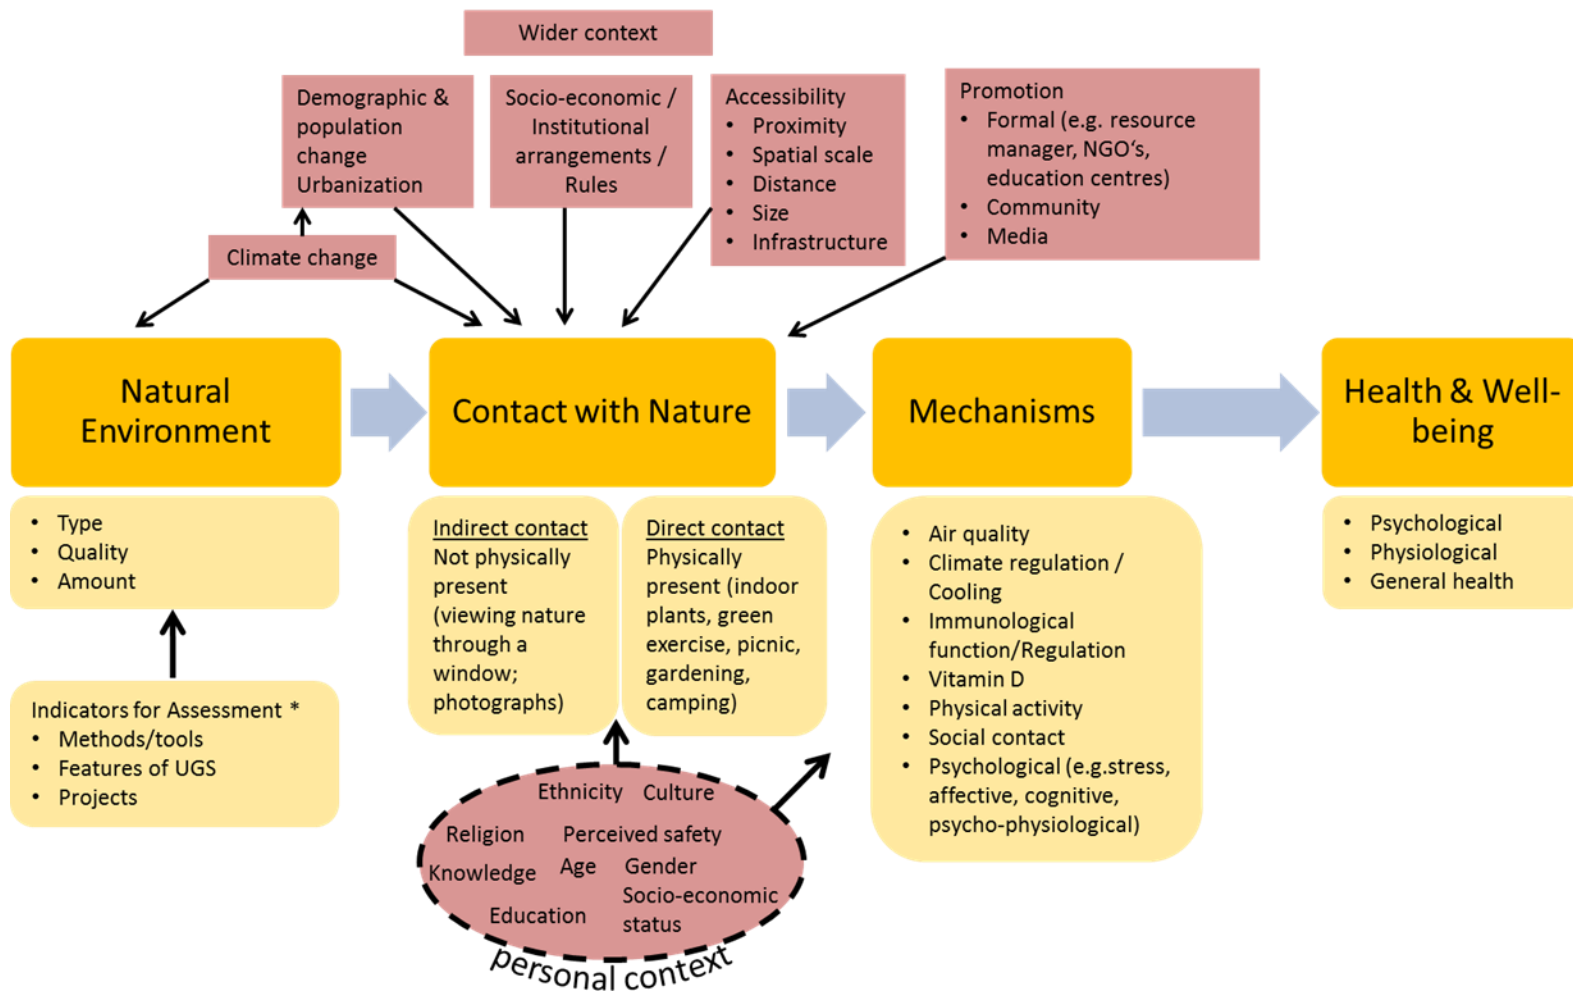 Wider context
Demographic &
population
change
Urbanization
Socio-economic /
Institutional
arrangements /
Rules
Accessibility
• Proximity
• Spatial scale
• Distance
• Size
• Infrastructure
Promotion
• Formal (e.g. resource
manager, NGO‘s,
education centres)
• Community
• Media
Climate change
Natural
Environment
Contact with Nature
Mechanisms
Health & Well-
being
• Type
• Quality
• Amount
Indicators for Assessment *
• Methods/tools
• Features of UGS
• Projects
Indirect contact
Not physically
present
(viewing nature
through a
window;
photographs)
Direct contact
Physically
present (indoor
plants, green
exercise, picnic,
gardening,
camping)
• Air quality
• Climate regulation /
Cooling
• Immunological
function/Regulation
• Vitamin D
• Physical activity
• Social contact
• Psychological (e.g.stress,
affective, cognitive,
psycho-physiological)
• Psychological
• Physiological
• General health
Ethnicity Culture
Religion Perceived safety
Knowledge Age Gender
Education Socio-economic
status
personal context